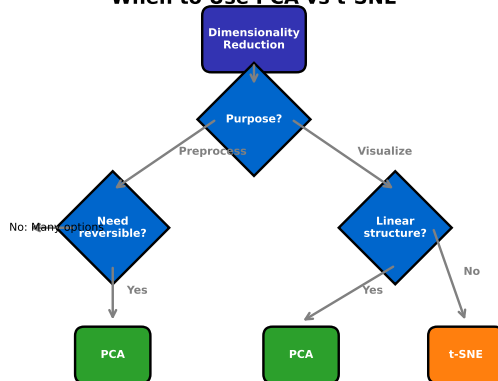 When to Use PCA vs t-SNE
Dimensionality
Reduction
Purpose?
Preprocess
Visualize
Need
reversible?
No: Many options
Linear
structure?
Yes
Yes
No
PCA
PCA
t-SNE